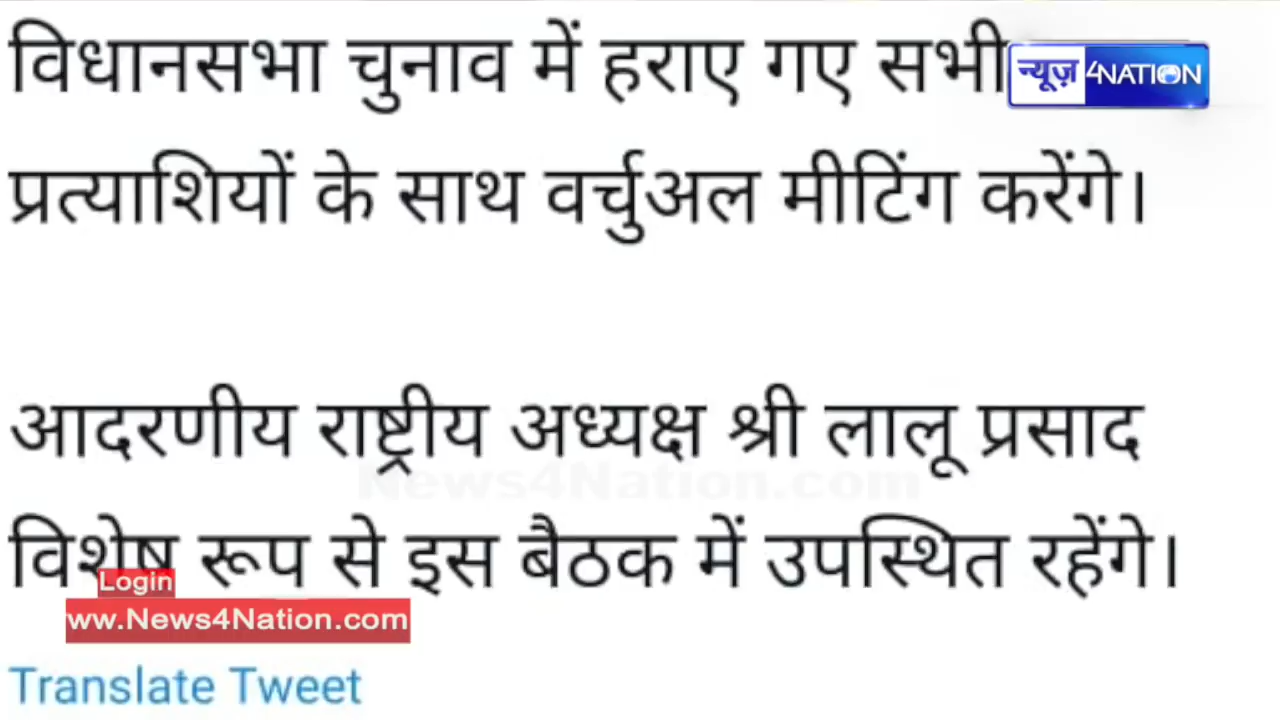 विधानसभा चुनाव में हराए गए सभी
न्यूज़ 4NATION
प्रत्याशियों के साथ वर्चुअल मीटिंग करेंगे।
आदरणीय राष्ट्रीय अध्यक्ष श्री लालू प्रसाद
News4Nation.com
विशेष रूप से इस बैठक में उपस्थित रहेंगे।
Login
ww.News4Nation.com
Translate Tweet